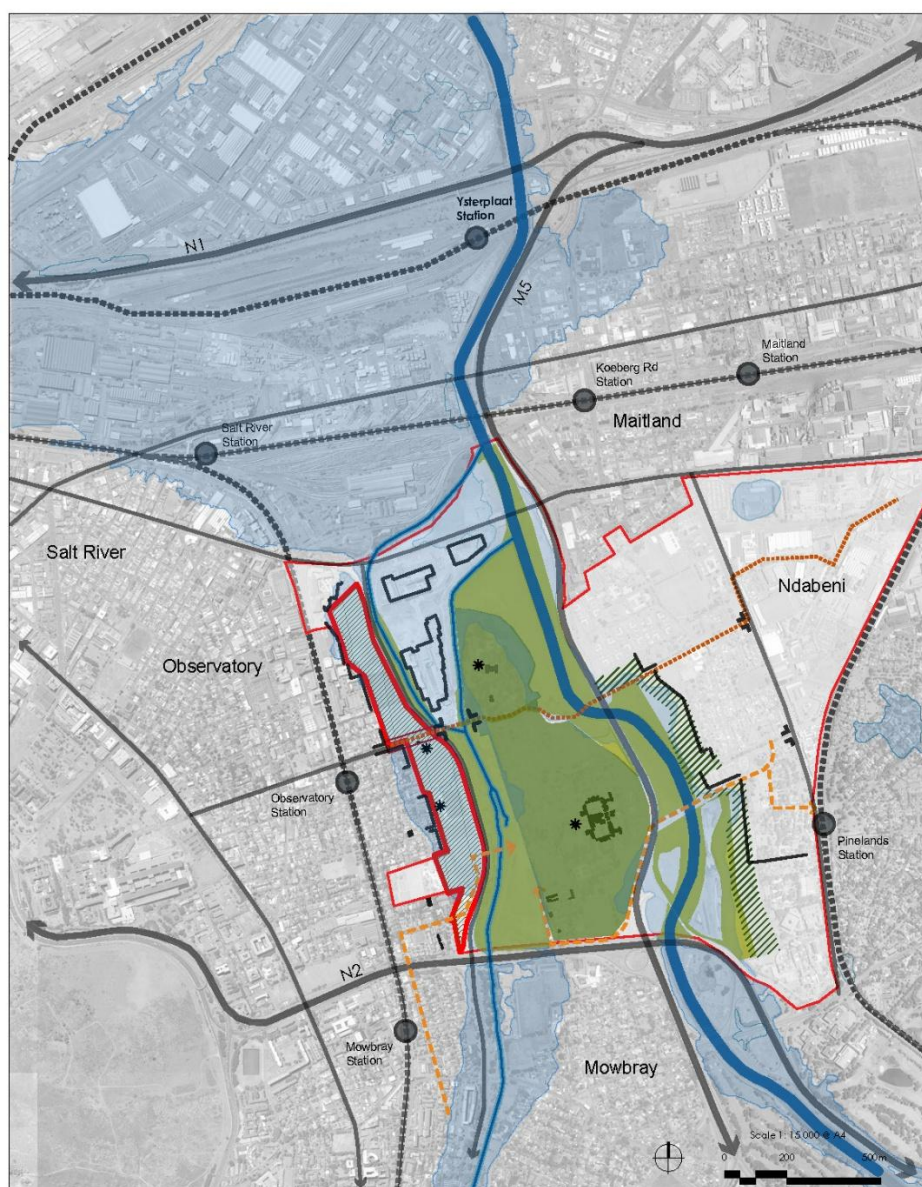 Ysterplaat
Station
N1
M5
Maitland
Station
Koeberg Rd
Station
Maitland
Salt River
Station
Salt River
Ndabeni
Observatory
Observatory
Station
Pinelands
Station
N2
Mowbray
Station
Mowbray
Scale 1: 15 000 @ A4
0 200 500m